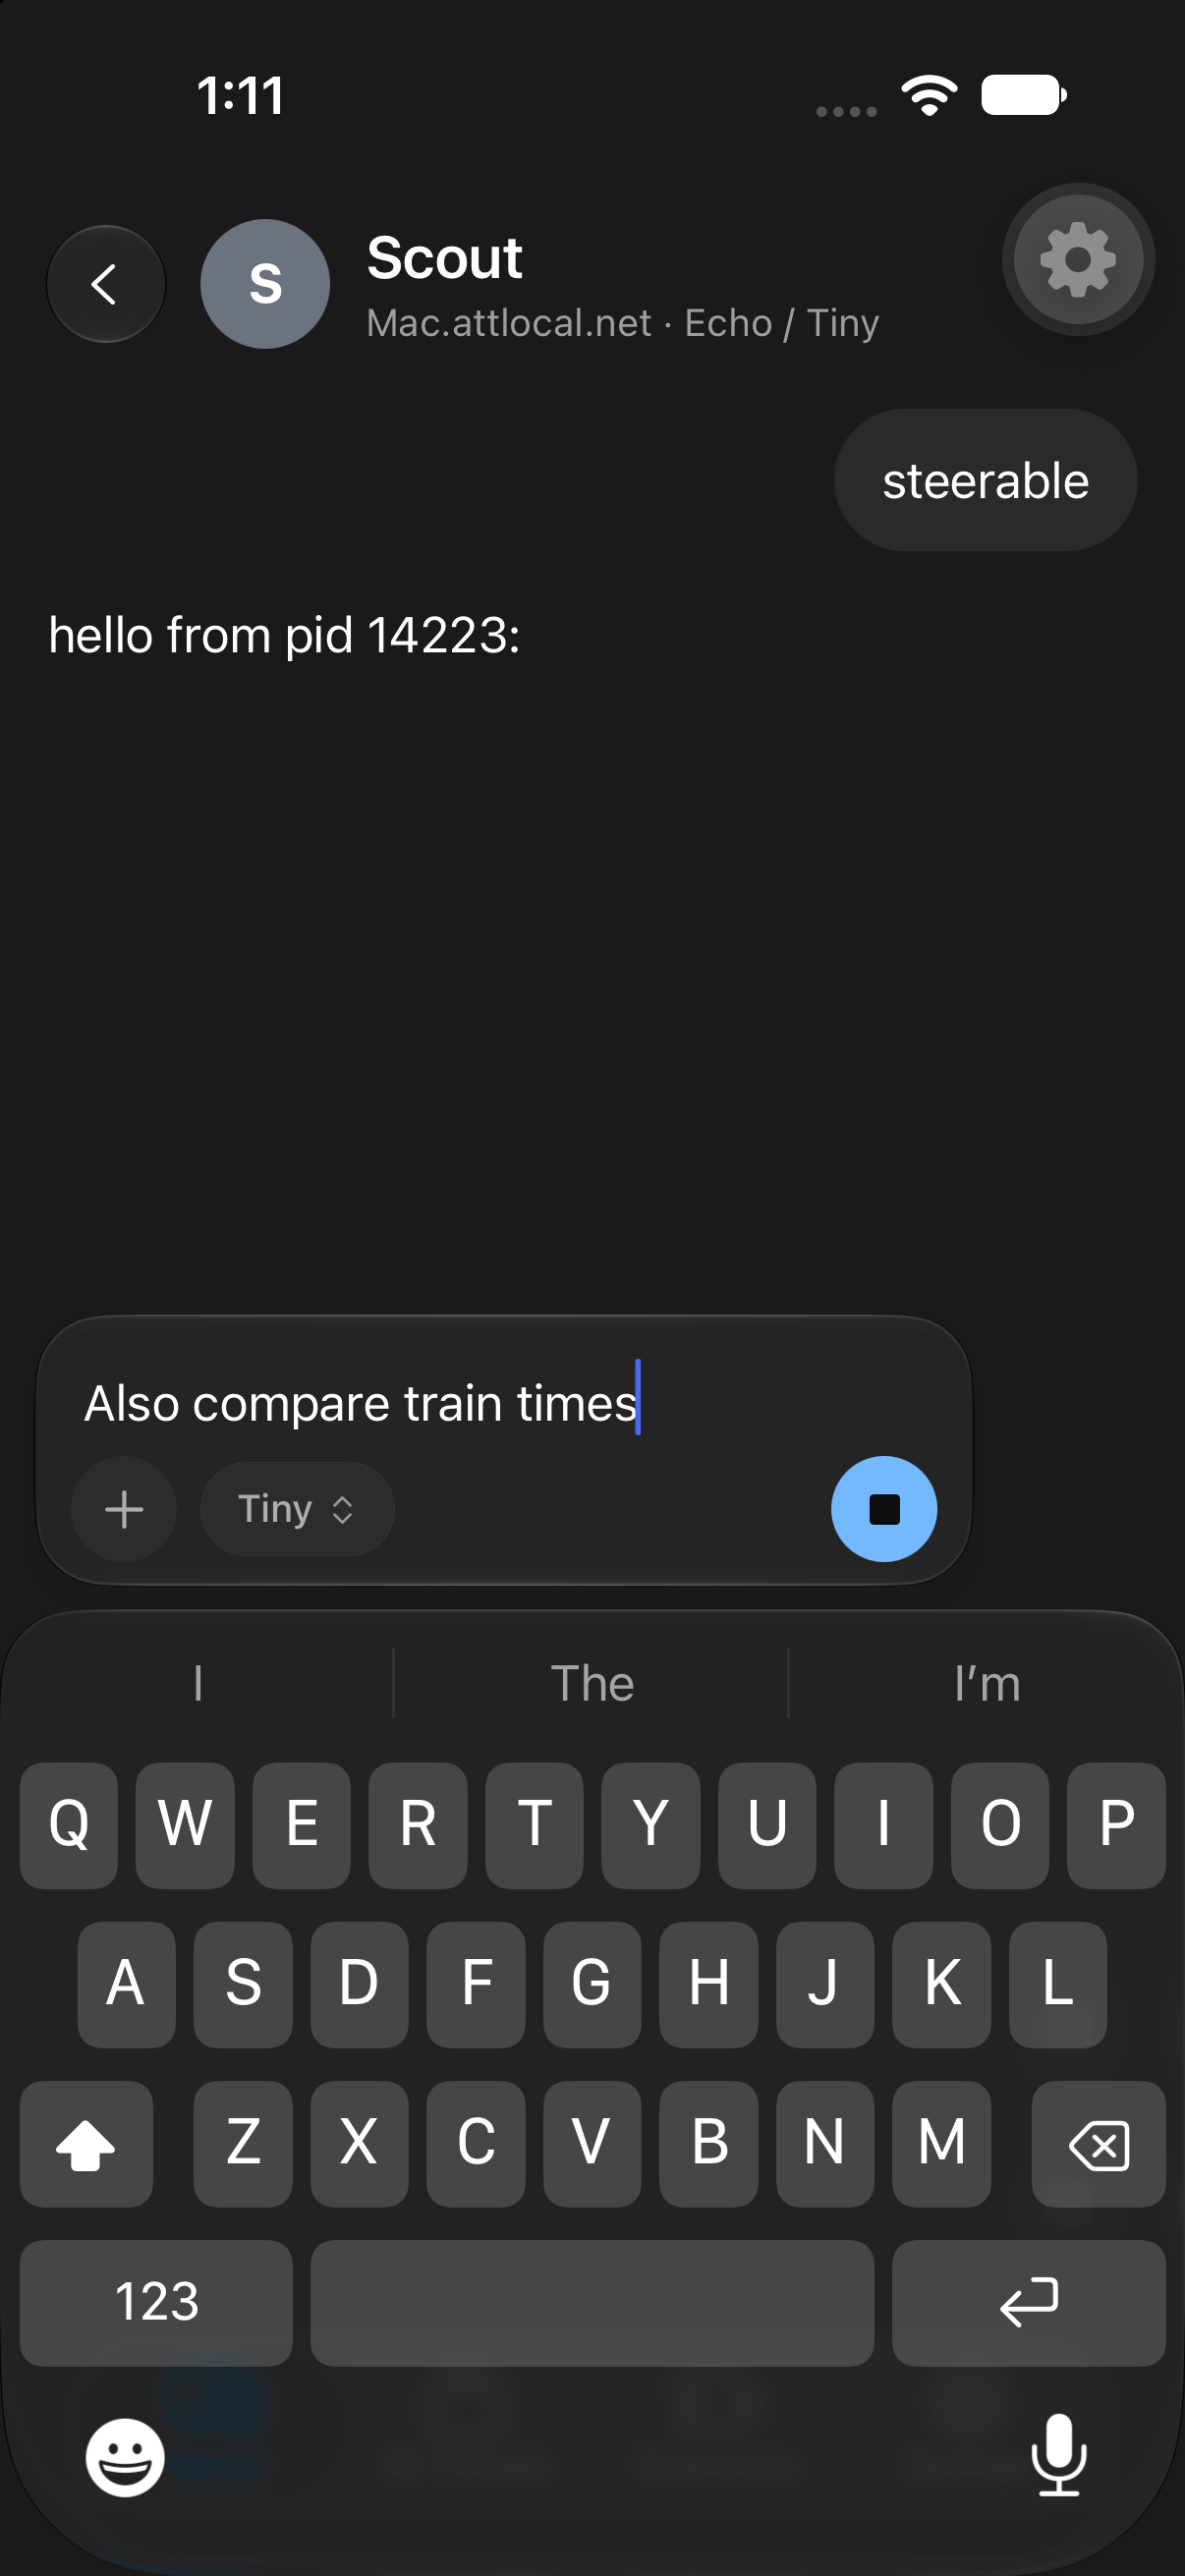 1:11
S
Scout
Mac.attlocal.net · Echo / Tiny
steerable
hello from pid 14223:
Also compare train times
Tiny
I The I’m
Q W E R T Y U I O P
A S D F G H J K L
Z X C V B N M
123